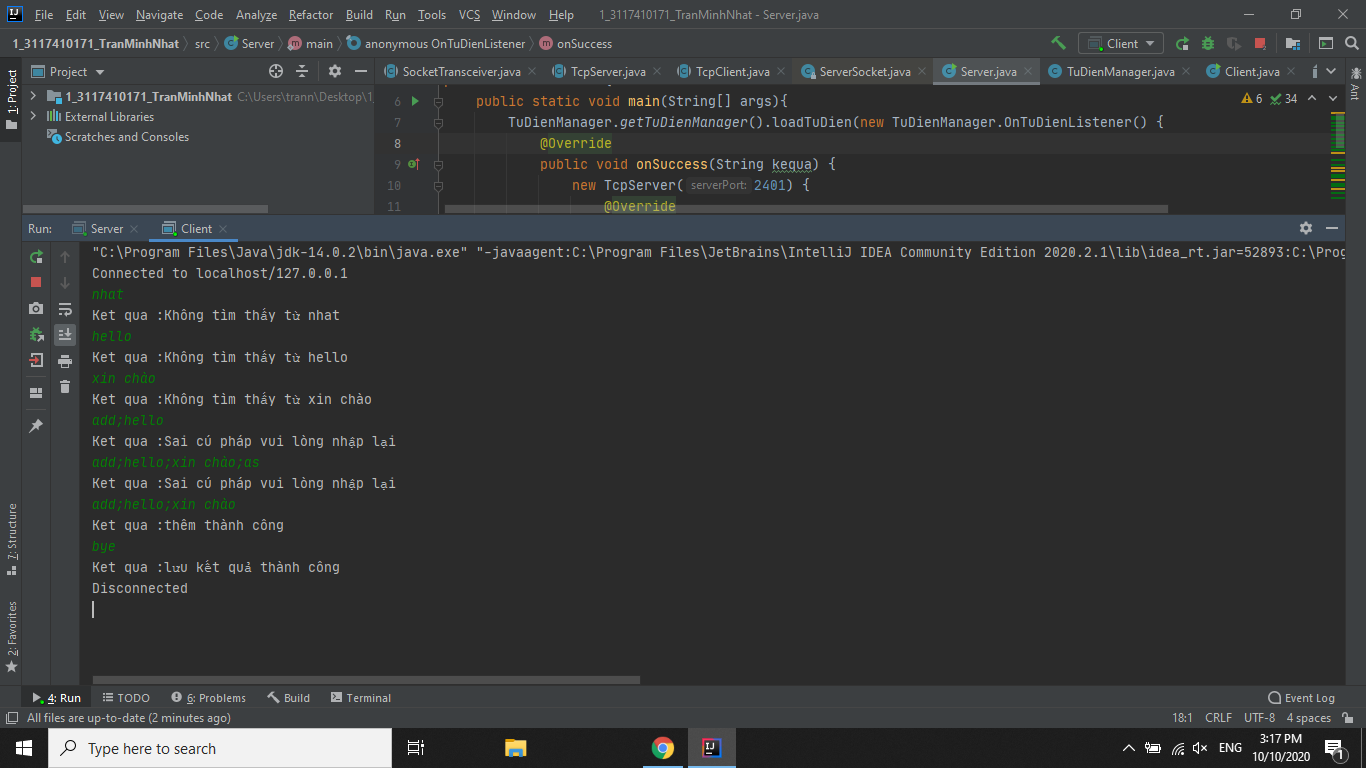 File Edit View Navigate Code Analyze Refactor Build Run Tools VCS Window Help 1_3117410171_TranMinhNhat - Server.java
1_3117410171_TranMinhNhat src Server main anonymous OnTuDienListener onSuccess Client
1: Project
Project
SocketTransceiver.java TcpServer.java TcpClient.java ServerSocket.java Server.java TuDienManager.java Client.java
Ant
1_3117410171_TranMinhNhat C:\Users\trann\Desktop\1_
External Libraries
Scratches and Consoles
6 34
6 public static void main(String[] args){
7 TuDienManager.getTuDienManager().loadTuDien(new TuDienManager.OnTuDienListener() {
8 @Override
9 public void onSuccess(String kequa) {
10 new TcpServer( serverPort: 2401) {
11 @Override
Run: Server Client
"C:\Program Files\Java\jdk-14.0.2\bin\java.exe" "-javaagent:C:\Program Files\JetBrains\IntelliJ IDEA Community Edition 2020.2.1\lib\idea_rt.jar=52893:C:\Prog
Connected to localhost/127.0.0.1
nhat
Ket qua :Không tìm thấy từ nhat
hello
Ket qua :Không tìm thấy từ hello
xin chào
Ket qua :Không tìm thấy từ xin chào
add;hello
Ket qua :Sai cú pháp vui lòng nhập lại
add;hello;xin chào;as
Ket qua :Sai cú pháp vui lòng nhập lại
add;hello;xin chào
Ket qua :thêm thành công
bye
Ket qua :lưu kết quả thành công
Disconnected
7: Structure
2: Favorites
4: Run TODO 6: Problems Build Terminal Event Log
All files are up-to-date (2 minutes ago) 18:1 CRLF UTF-8 4 spaces
Type here to search
ENG
3:17 PM
10/10/2020
1